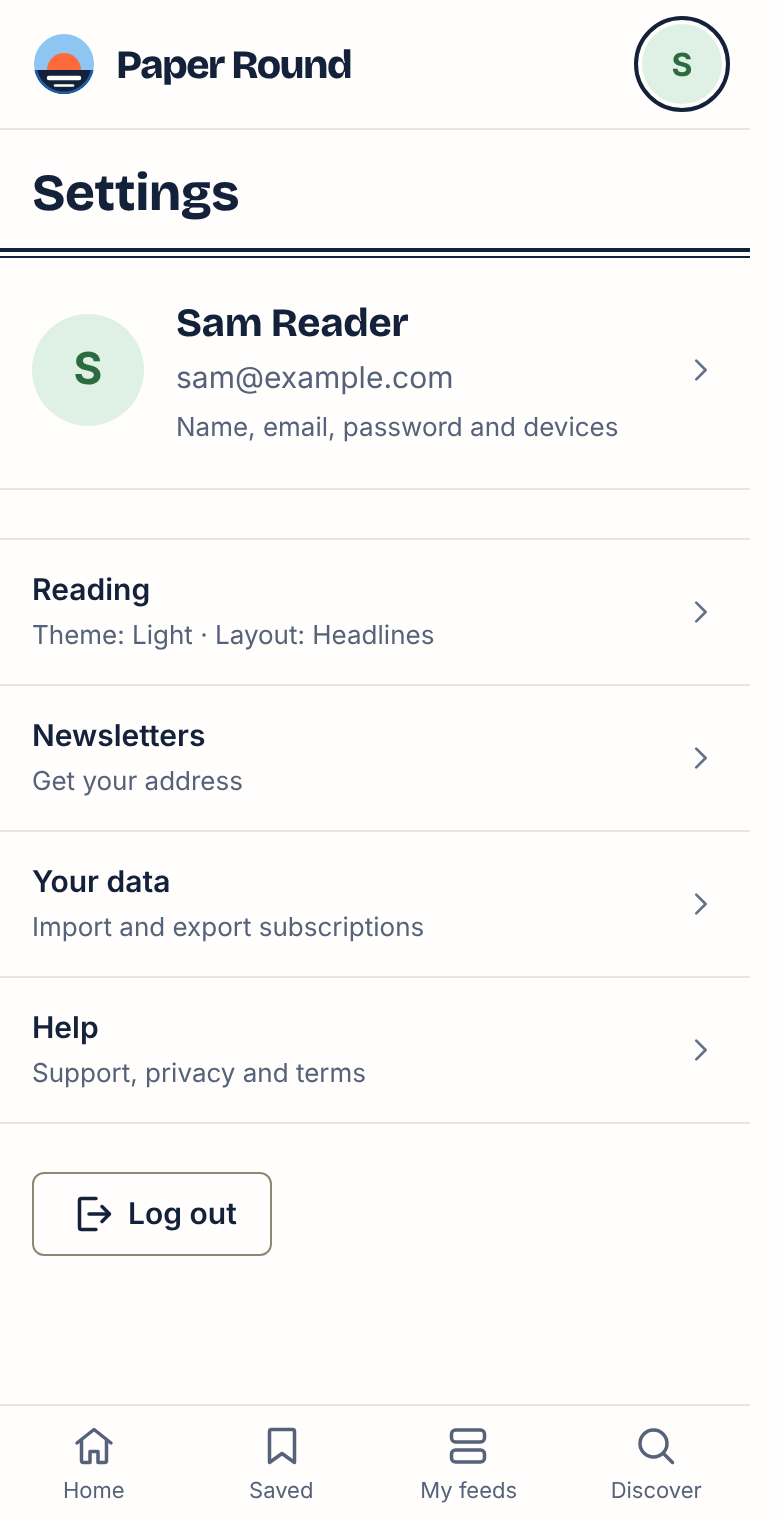 Paper Round
S
Settings
S
Sam Reader
sam@example.com
Name, email, password and devices
Reading
Theme: Light · Layout: Headlines
Newsletters
Get your address
Your data
Import and export subscriptions
Help
Support, privacy and terms
Log out
Home
Saved
My feeds
Discover